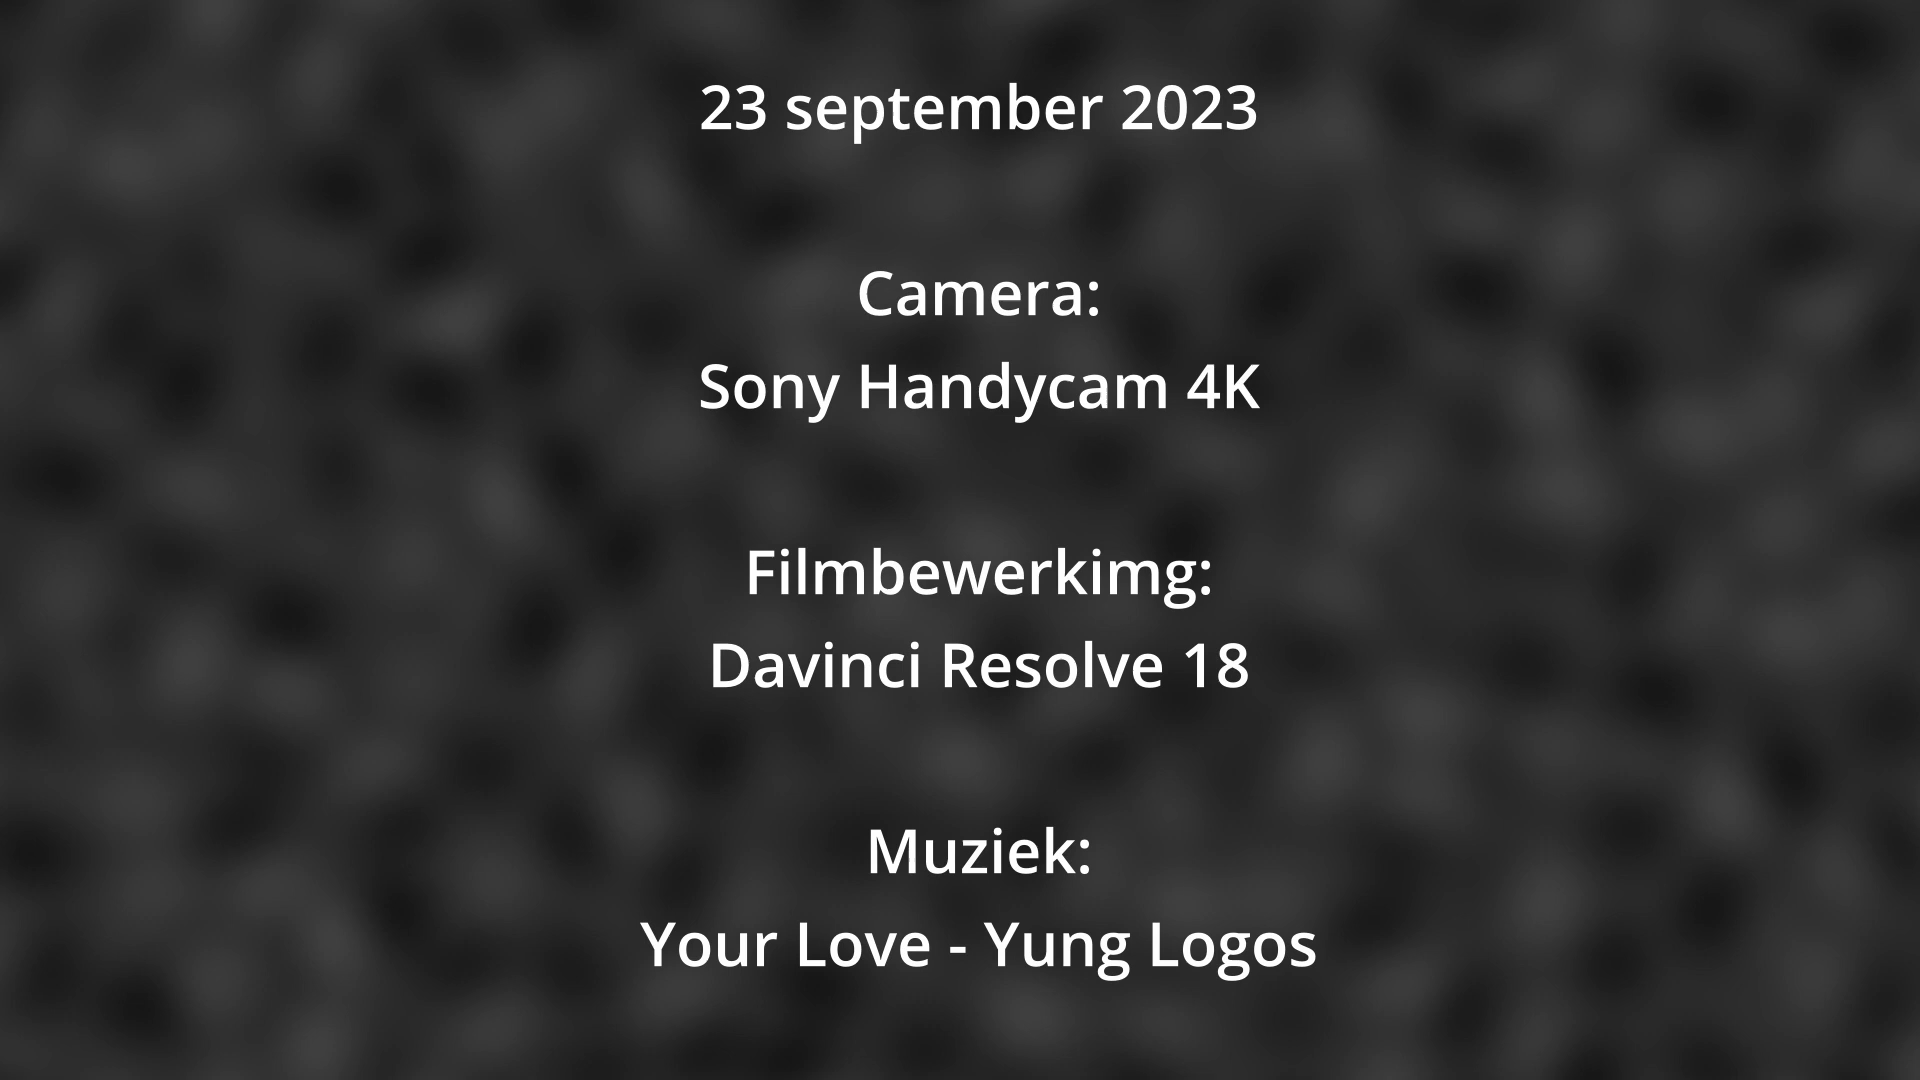 23 september 2023
Camera:
Sony Handycam 4K
Filmbewerkimg:
Davinci Resolve 18
Muziek:
Your Love - Yung Logos